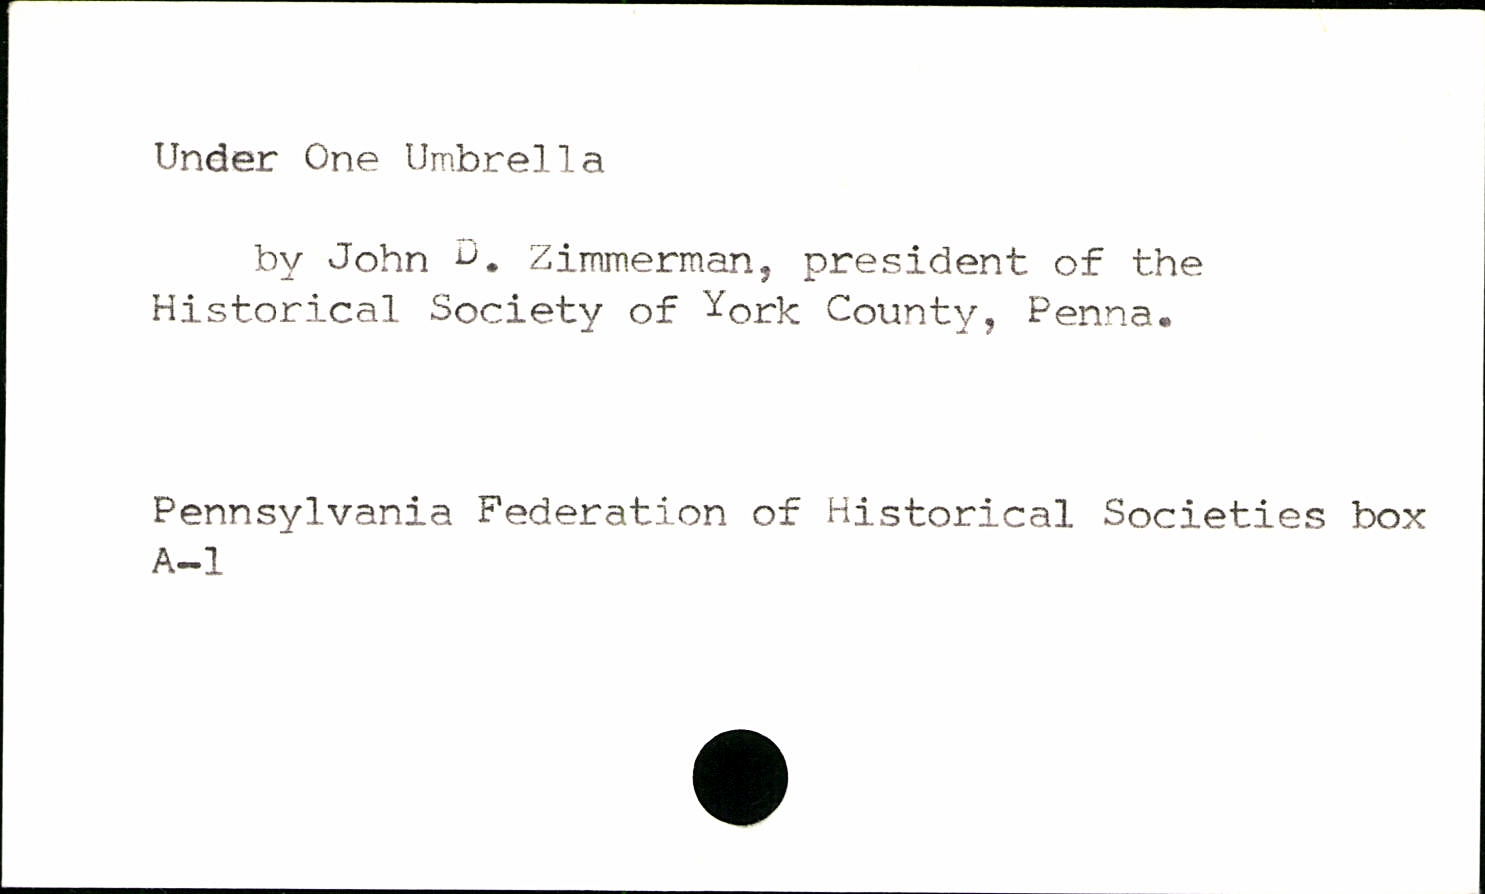 Under One Umbrella
by John D. Zimmerman, president of the
Historical Society of York County, Penna.
Pennsylvania Federation of Historical Societies box
A-1